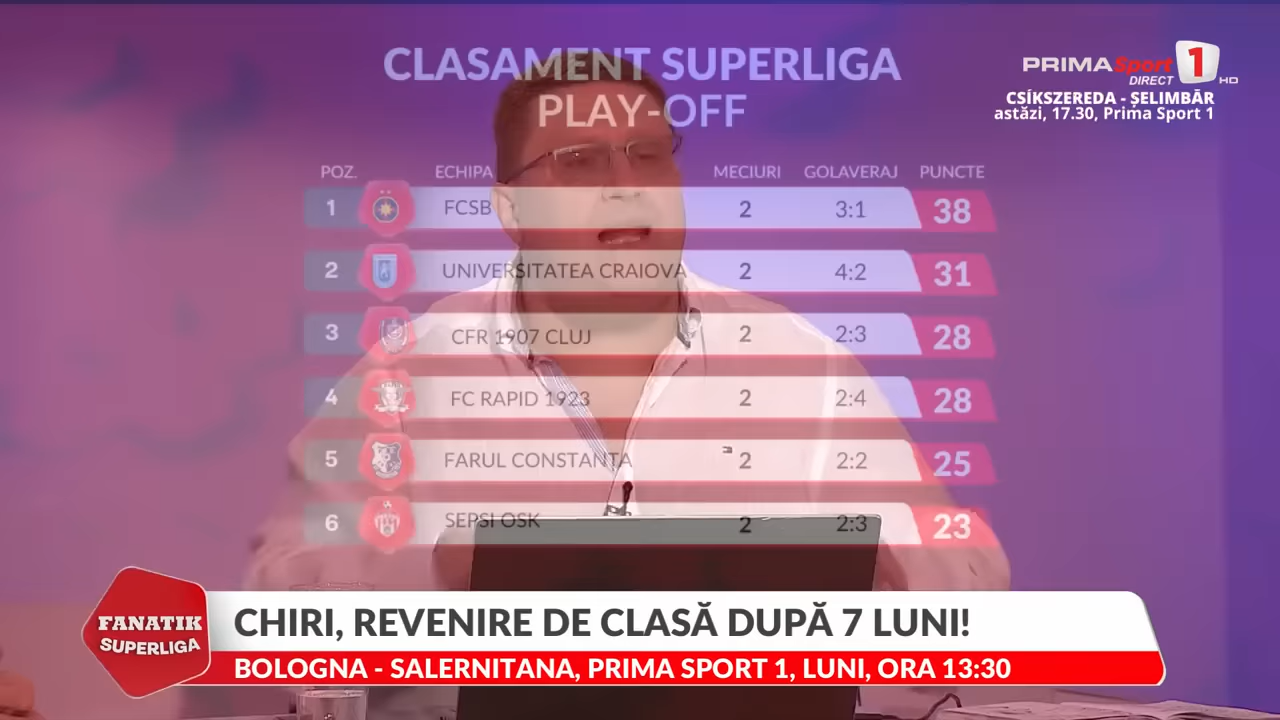 CLASAMENT SUPERLIGA
PLAY-OFF
PRIMA Sport 1
DIRECT HD
CSÍKSZEREDA - ȘELIMBĂR
astăzi, 17.30, Prima Sport 1
POZ. ECHIPA MECIURI GOLAVERAJ PUNCTE
1 FCSB 2 3:1 38
2 UNIVERSITATEA CRAIOVA 2 4:2 31
3 CFR 1907 CLUJ 2 2:3 28
4 FC RAPID 1923 2 2:4 28
5 FARUL CONSTANȚA 2 2:2 25
6 SEPSI OSK 2 2:3 23
FANATIK
SUPERLIGA
CHIRI, REVENIRE DE CLASĂ DUPĂ 7 LUNI!
BOLOGNA - SALERNITANA, PRIMA SPORT 1, LUNI, ORA 13:30